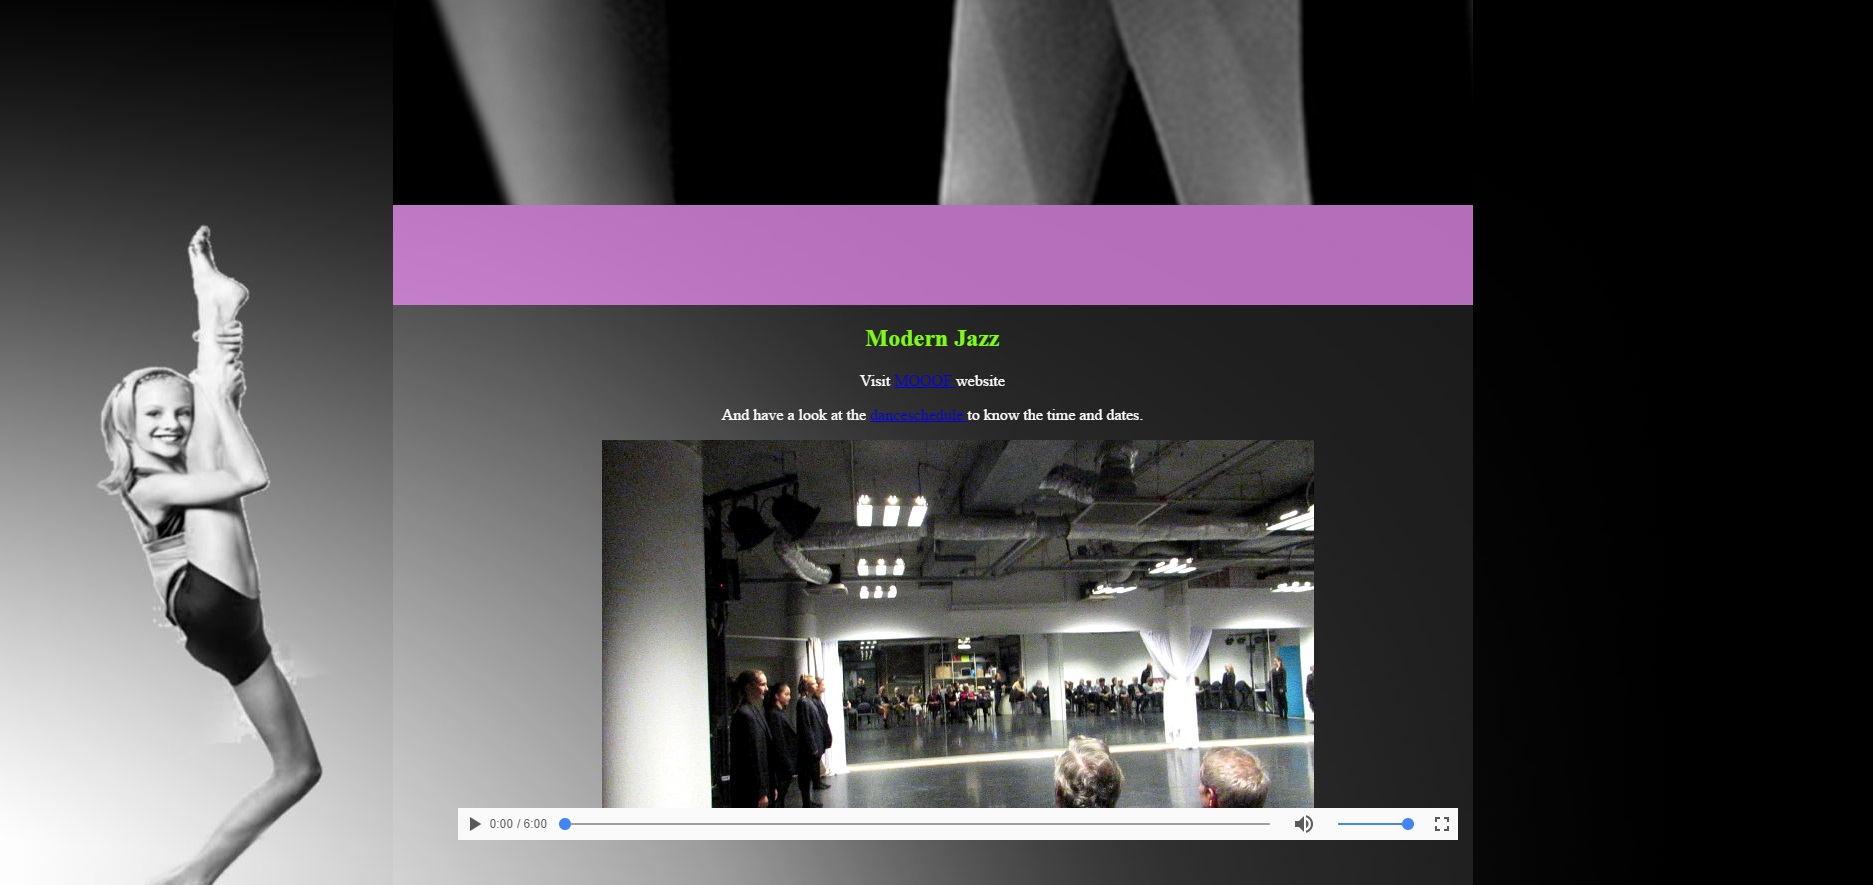 Modern Jazz
Visit MOOOF website
And have a look at the danceschedule to know the time and dates.
0:00 / 6:00